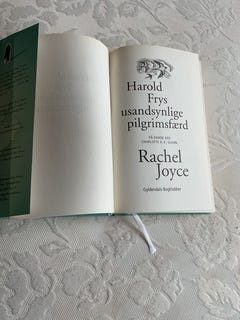 Harold
Frys
usandsynlige
pilgrimsfærd
PÅ DANSK VED
CHARLOTTE A.E. GLAHN
Rachel
Joyce
Gyldendals Bogklubber